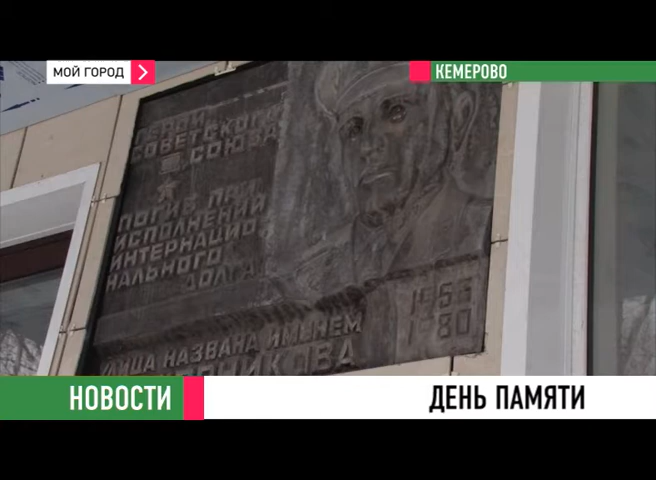 МОЙ ГОРОД
КЕМЕРОВО
ГЕРОЙ
СОВЕТСКОГО
СОЮЗА
ПОГИБ ПРИ
ИСПОЛНЕНИИ
ИНТЕРНАЦИО-
НАЛЬНОГО
ДОЛГА
1956
1980
УЛИЦА НАЗВАНА ИМЕНЕМ
НОВОСТИ
ДЕНЬ ПАМЯТИ